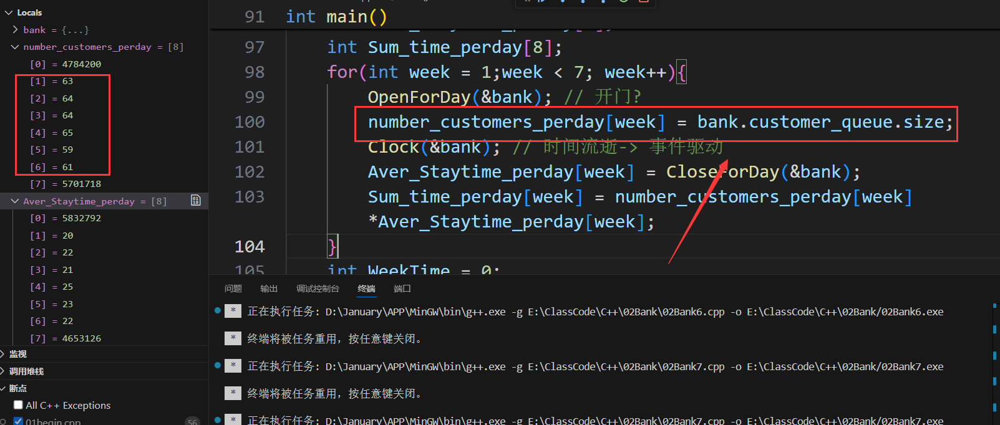 Locals
bank = {...}
number_customers_perday = [8]
[0] = 4784200
[1] = 63
[2] = 64
[3] = 64
[4] = 65
[5] = 59
[6] = 61
[7] = 5701718
Aver_Staytime_perday = [8]
[0] = 5832792
[1] = 20
[2] = 22
[3] = 21
[4] = 25
[5] = 23
[6] = 22
[7] = 4653126
监视
调用堆栈
断点
All C++ Exceptions
01begin.cpp 56
91 int main()
97 int Sum_time_perday[8];
98 for(int week = 1;week < 7; week++){
99 OpenForDay(&bank); // 开门?
100 number_customers_perday[week] = bank.customer_queue.size;
101 Clock(&bank); // 时间流逝-> 事件驱动
102 Aver_Staytime_perday[week] = CloseForDay(&bank);
103 Sum_time_perday[week] = number_customers_perday[week]
*Aver_Staytime_perday[week];
104 }
105 int WeekTime = 0;
问题 输出 调试控制台 终端 端口
* 正在执行任务: D:\January\APP\MinGW\bin\g++.exe -g E:\ClassCode\C++\02Bank\02Bank6.cpp -o E:\ClassCode\C++\02Bank/02Bank6.exe
* 终端将被任务重用，按任意键关闭。
* 正在执行任务: D:\January\APP\MinGW\bin\g++.exe -g E:\ClassCode\C++\02Bank\02Bank7.cpp -o E:\ClassCode\C++\02Bank/02Bank7.exe
* 终端将被任务重用，按任意键关闭。
* 正在执行任务: D:\January\APP\MinGW\bin\g++.exe -g E:\ClassCode\C++\02Bank\02Bank7.cpp -o E:\ClassCode\C++\02Bank/02Bank7.exe